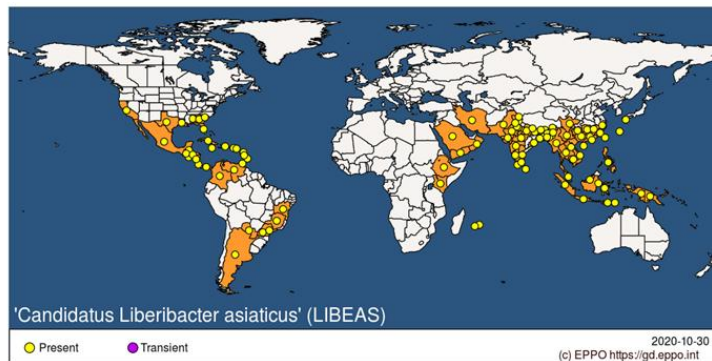 'Candidatus Liberibacter asiaticus' (LIBEAS)
Present
Transient
2020-10-30
(c) EPPO https://gd.eppo.int